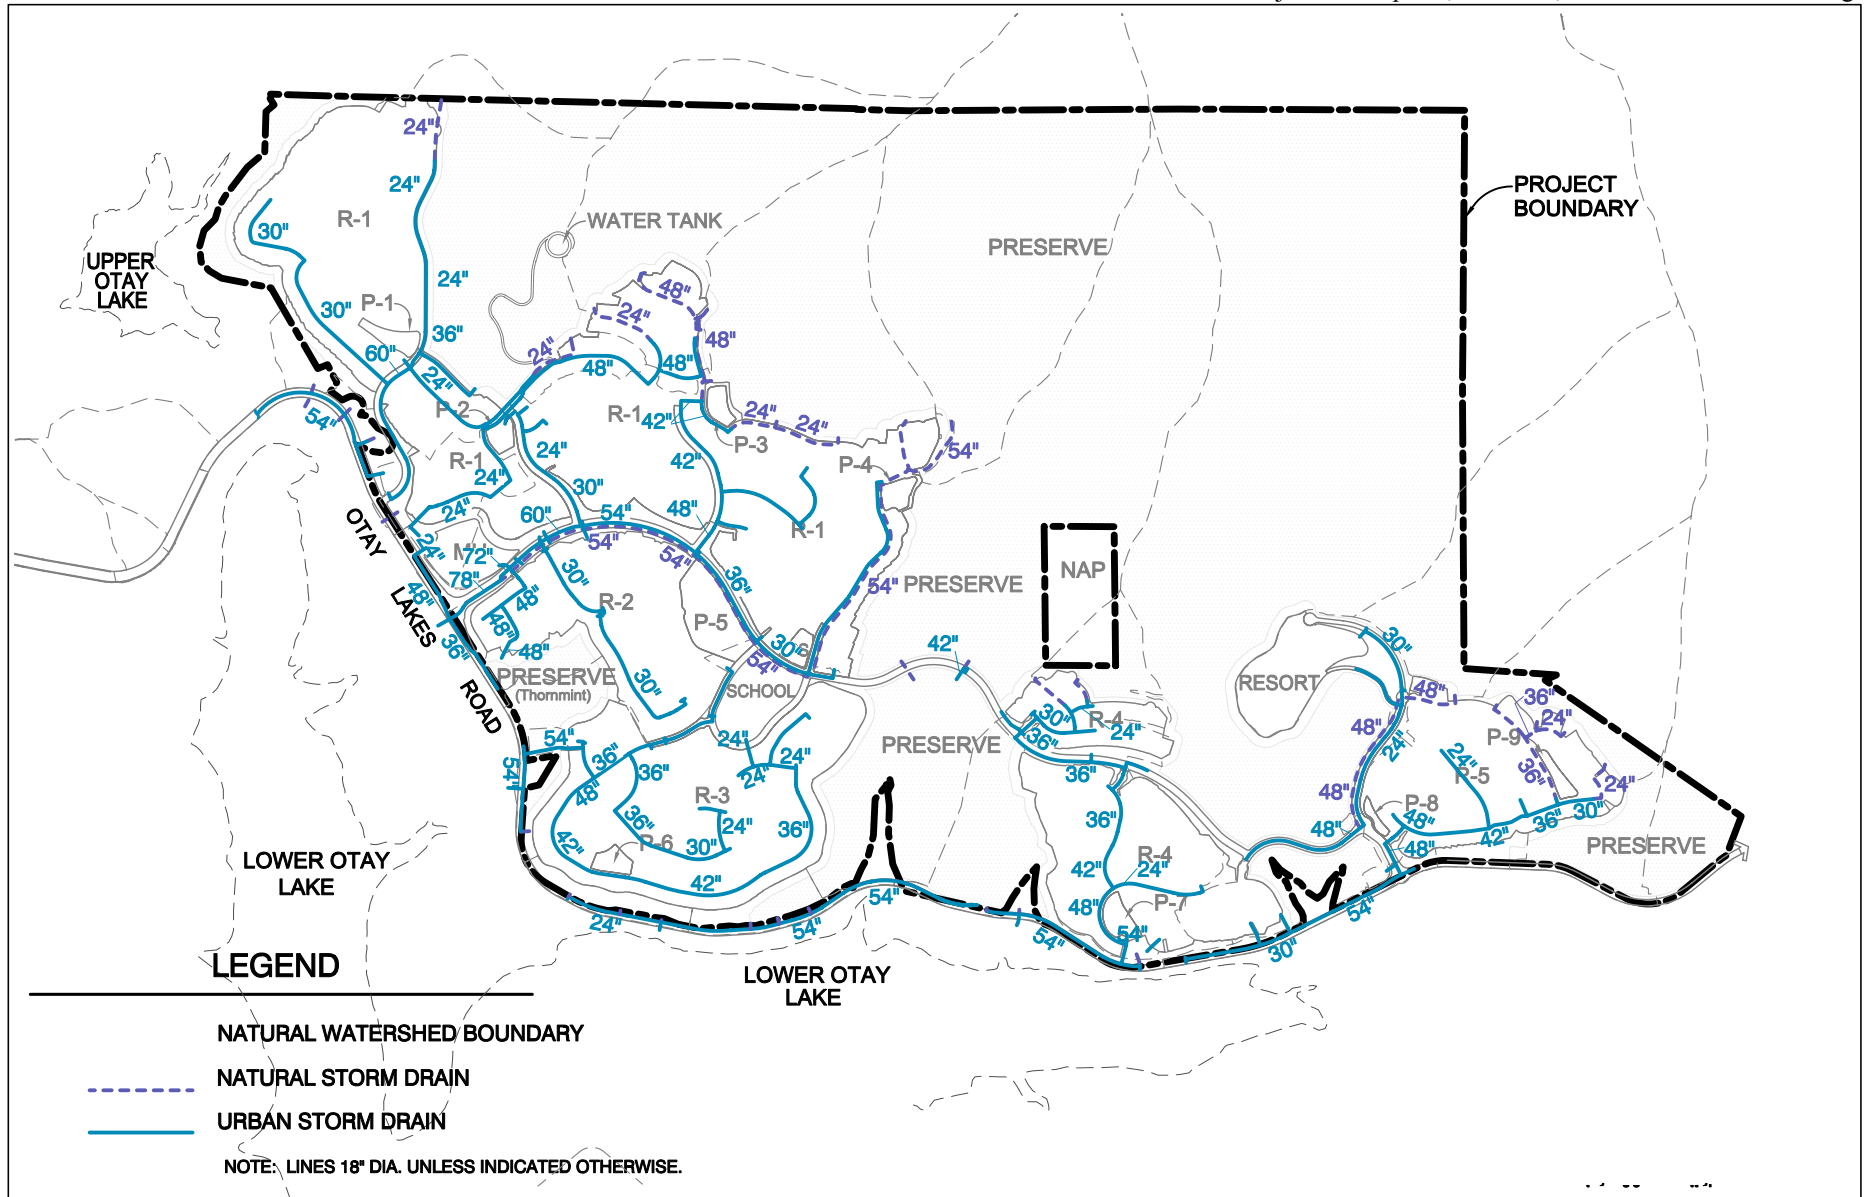 24"
PROJECT
BOUNDARY
24"
R-1
WATER TANK
30"
PRESERVE
UPPER
OTAY
LAKE
24"
48"
P-1
30"
24"
36"
48"
60"
24"
48"
48"
24"
P-2
R-1
42"
24"
24"
P-3
24"
54"
54"
R-1
42"
P-4
24"
30"
48"
24"
60"
54"
R-1
OTAY
24"
72"
54"
54"
NAP
78"
30"
36"
54"
PRESERVE
48"
48"
R-2
LAKES
48"
P-5
36"
48"
30"
42"
30"
54"
PRESERVE
(Thornmint)
SCHOOL
RESORT
48"
36"
ROAD
30"
30"
R-4
48"
24"
24"
36"
24"
P-9
54"
24"
24"
PRESERVE
36"
36"
24"
24"
54"
36"
36"
P-5
24"
48"
R-3
48"
P-8
36"
24"
36"
36"
48"
48"
36"
30"
42"
P-6
30"
42"
48"
PRESERVE
LOWER OTAY
LAKE
R-4
42"
24"
42"
54"
48"
P-7
54"
24"
54"
54"
54"
30"
LEGEND
LOWER OTAY
LAKE
NATURAL WATERSHED BOUNDARY
NATURAL STORM DRAIN
URBAN STORM DRAIN
NOTE: LINES 18" DIA. UNLESS INDICATED OTHERWISE.